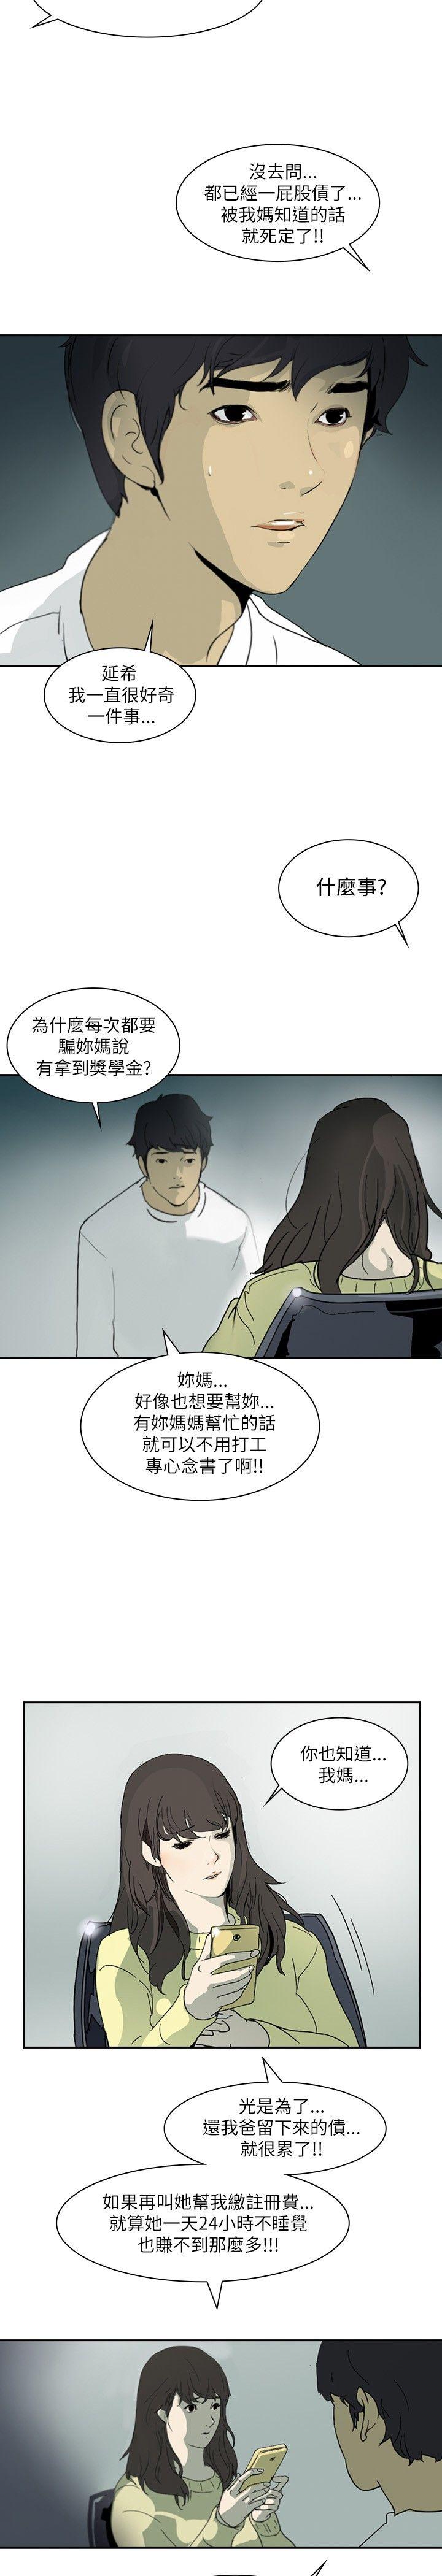 沒去問...
都已經一屁股債了...
被我媽知道的話
就死定了!!
延希
我一直很好奇
一件事...
什麼事?
為什麼每次都要
騙妳媽說
有拿到獎學金?
妳媽...
好像也想要幫妳...
有妳媽媽幫忙的話
就可以不用打工
專心念書了啊!!
你也知道...
我媽...
光是為了...
還我爸留下來的債...
就很累了!!
如果再叫她幫我繳註冊費...
就算她一天24小時不睡覺
也賺不到那麼多!!!